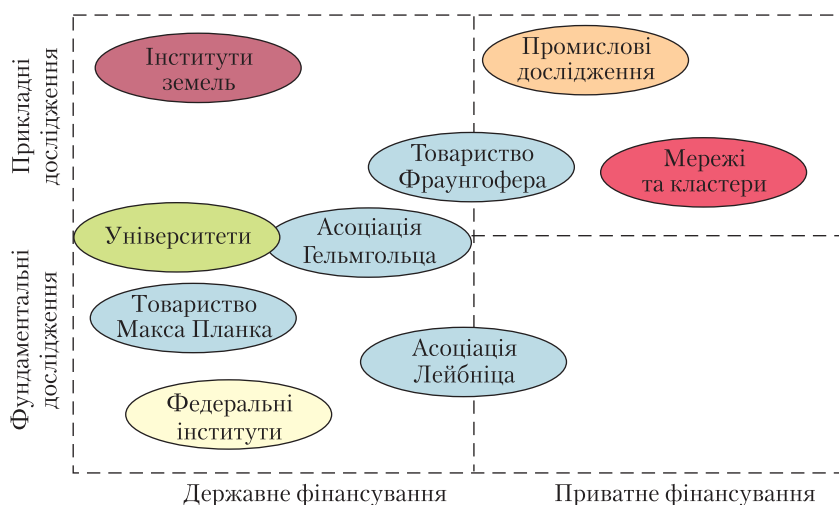 Прикладні
дослідження
Фундаментальні
дослідження
Інститути
земель
Промислові
дослідження
Товариство
Фраунгофера
Мережі
та кластери
Університети
Асоціація
Гельмгольца
Товариство
Макса Планка
Асоціація
Лейбніца
Федеральні
інститути
Державне фінансування
Приватне фінансування